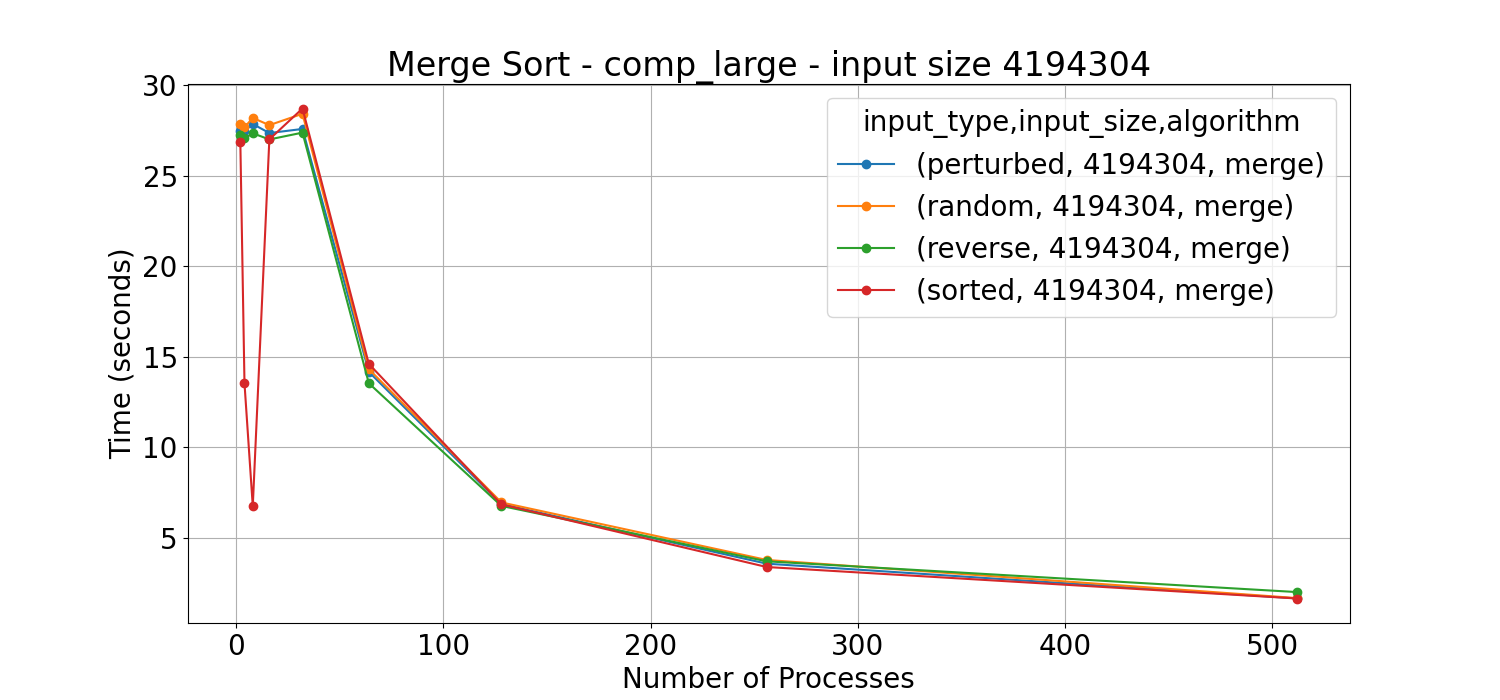 Merge Sort - comp_large - input size 4194304
30
25
20
15
10
5
Time (seconds)
input_type,input_size,algorithm
(perturbed, 4194304, merge)
(random, 4194304, merge)
(reverse, 4194304, merge)
(sorted, 4194304, merge)
0 100 200 300 400 500
Number of Processes